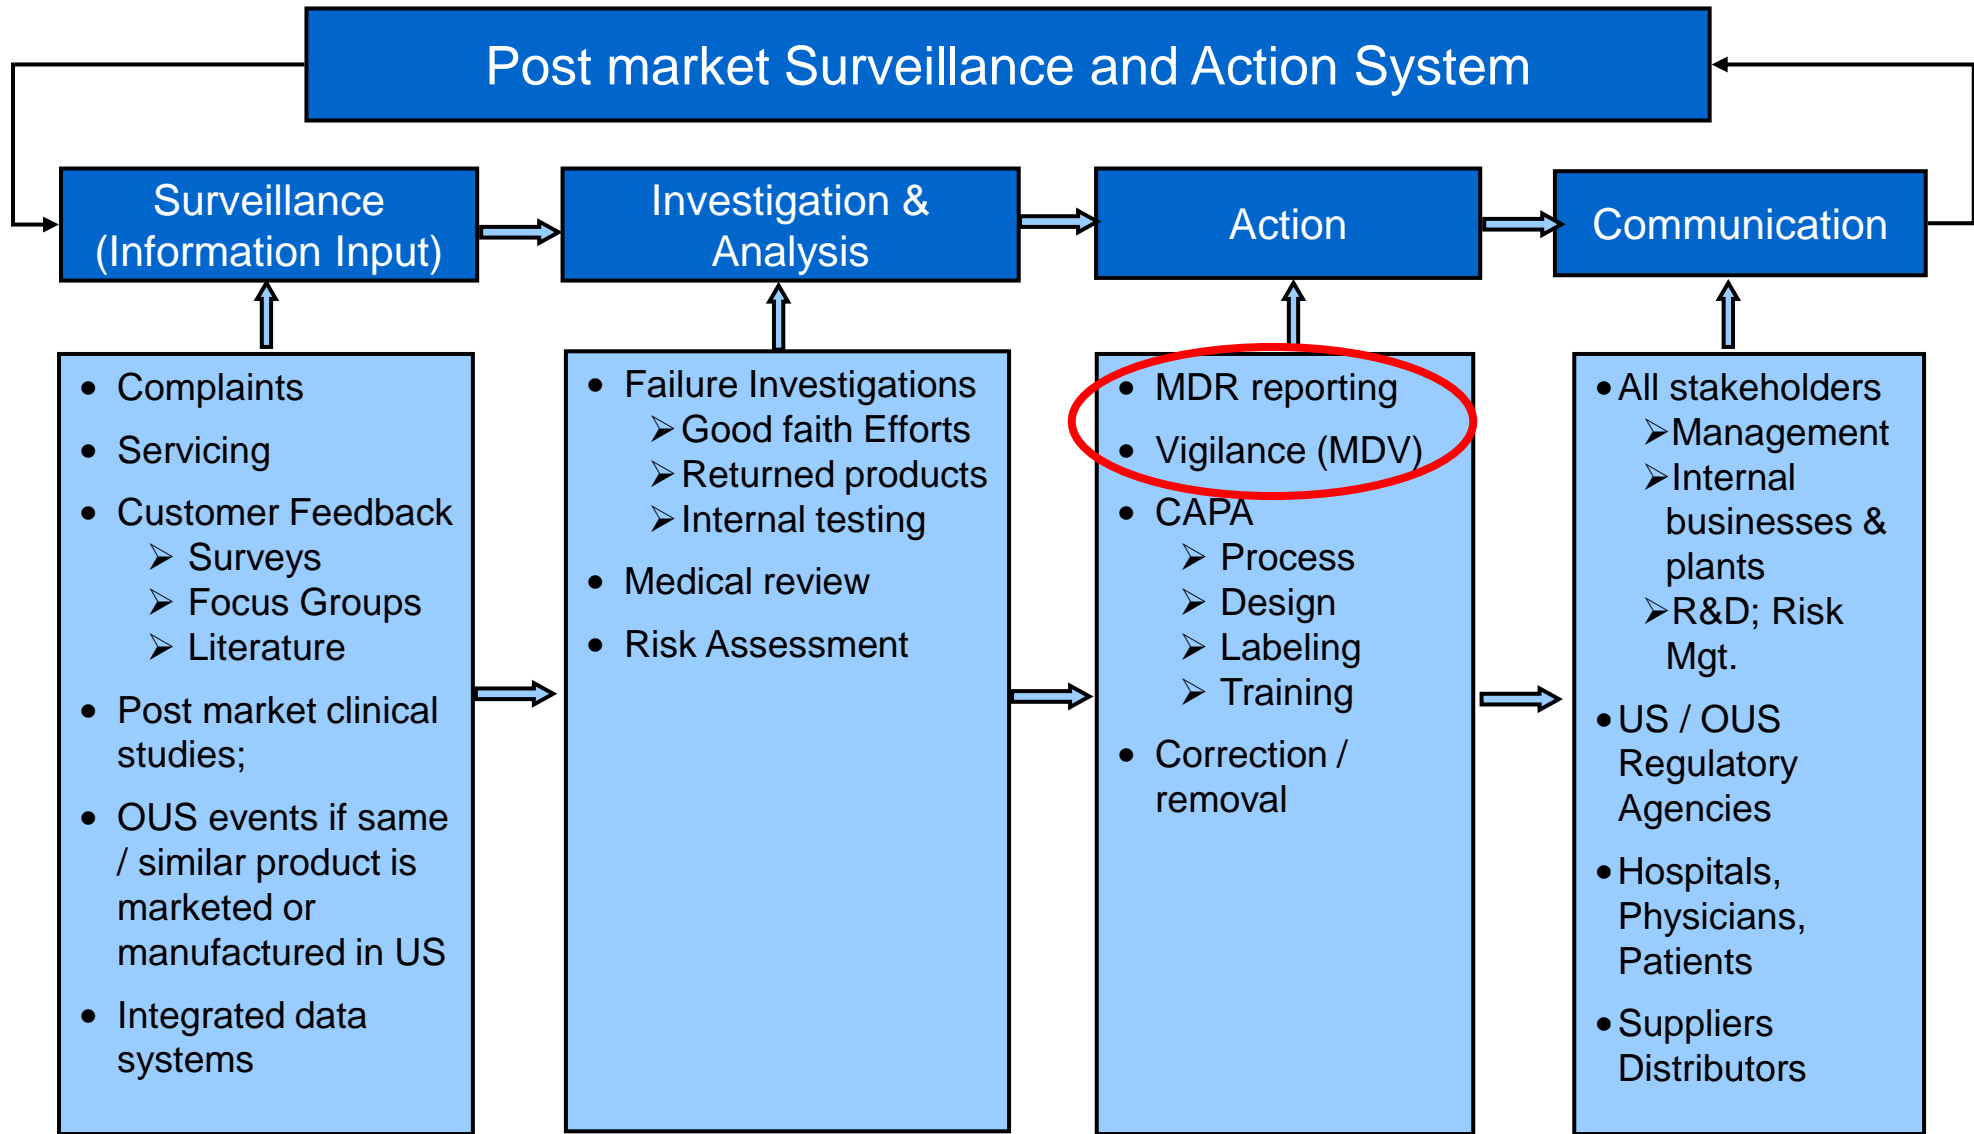 Post market Surveillance and Action System
Surveillance
(Information Input)
Investigation &
Analysis
Action
Communication
• Complaints
• Servicing
• Customer Feedback
➢ Surveys
➢ Focus Groups
➢ Literature
• Post market clinical
studies;
• OUS events if same
/ similar product is
marketed or
manufactured in US
• Integrated data
systems
• Failure Investigations
➢ Good faith Efforts
➢ Returned products
➢ Internal testing
• Medical review
• Risk Assessment
• MDR reporting
• Vigilance (MDV)
• CAPA
➢ Process
➢ Design
➢ Labeling
➢ Training
• Correction /
removal
• All stakeholders
➢ Management
➢ Internal
businesses &
plants
➢ R&D; Risk
Mgt.
• US / OUS
Regulatory
Agencies
• Hospitals,
Physicians,
Patients
• Suppliers
Distributors